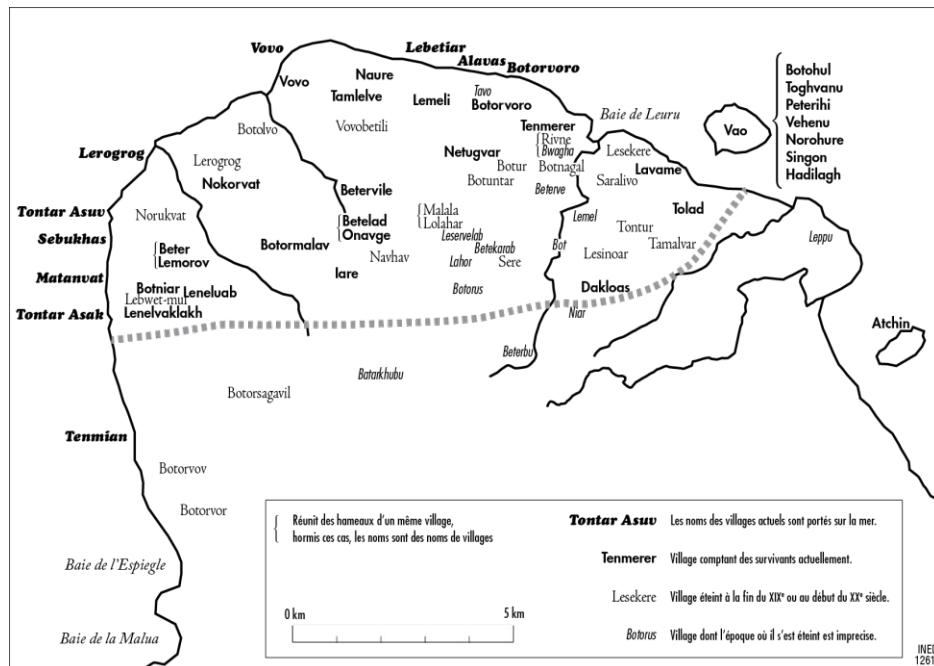 Vovo
Lebetiar
Alavas
Botorvoro
Botohul
Toghvanu
Peterihi
Vehenu
Norohure
Singon
Hadilagh
Vovo
Naure
Tamlelve
Lemeli
Tavo
Botorvoro
Baie de Leuru
Vao
Botolvo
Vovobetili
Tenmerer
Rivne
Bwagha
Lesekere
Lerogrog
Lerogrog
Netugvar
Botur
Botnagal
Lavame
Nokorvat
Betervile
Botuntar
Beterve
Saralivo
Tontar Asuv
Norukvat
Malala
Lolahar
Lemel
Tolad
Betelad
Onavge
Tontur
Sebukhas
Leservelab
Leppu
Beter
Lemorov
Botormalav
Navhav
Betekarab
Bot
Tamalvar
Lahor
Sere
Lesinoar
Matanvat
Iare
Botniar
Leneluab
Botorus
Dakloas
Lebwet-mul
Tontar Asak
Lenelvaklakh
Niar
Atchin
Beterbu
Batarkhubu
Botorsagavil
Tenmian
Botorvov
Botorvor
Baie de l'Espiegle
Baie de la Malua
Réunit des hameaux d'un même village,
hormis ces cas, les noms sont des noms de villages
0 km
5 km
Tontar Asuv Les noms des villages actuels sont portés sur la mer.
Tenmerer Village comptant des survivants actuellement.
Lesekere Village éteint à la fin du XIXe ou au début du XXe siècle.
Botorus Village dont l'époque où il s'est éteint est imprecise.
INED